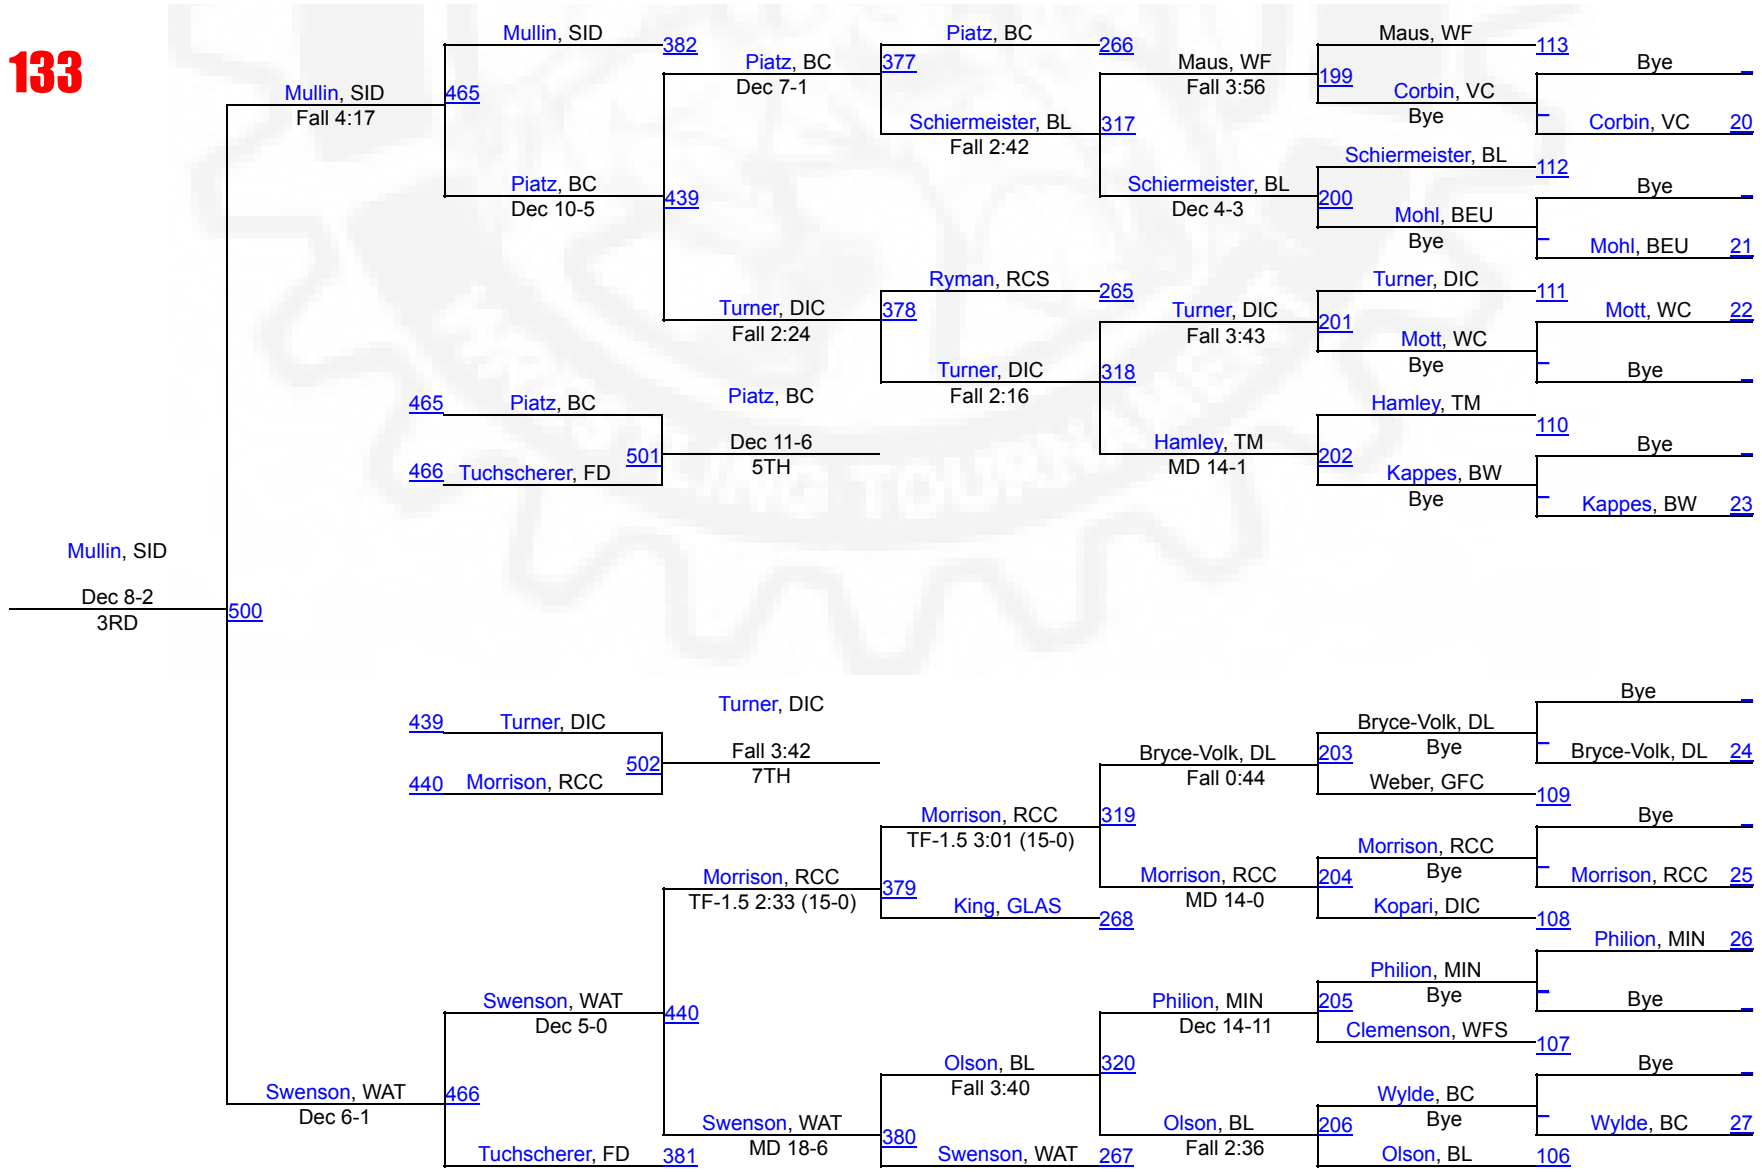 133
Mullin, SID
382
Piatz, BC
266
Maus, WF
113
Bye
Piatz, BC
377
Dec 7-1
Maus, WF
199
Fall 3:56
Mullin, SID
465
Fall 4:17
Corbin, VC
Bye
Corbin, VC 20
Schiermeister, BL
317
Fall 2:42
Schiermeister, BL
112
Piatz, BC
439
Dec 10-5
Schiermeister, BL
200
Dec 4-3
Bye
Mohl, BEU
Bye
Mohl, BEU 21
Ryman, RCS
265
Turner, DIC
111
Turner, DIC
378
Fall 2:24
Turner, DIC
201
Fall 3:43
Mott, WC 22
Mott, WC
Bye
Turner, DIC
318
Fall 2:16
Bye
465 Piatz, BC
Piatz, BC
Hamley, TM
110
501
Dec 11-6
5TH
Hamley, TM
202
MD 14-1
Bye
466 Tuchscherer, FD
Kappes, BW
Bye
Kappes, BW 23
Mullin, SID
Dec 8-2
500
3RD
Bye
439 Turner, DIC
Turner, DIC
Bryce-Volk, DL
Bye
502
Fall 3:42
7TH
Bryce-Volk, DL
203
Fall 0:44
Bryce-Volk, DL 24
440 Morrison, RCC
Weber, GFC
109
Morrison, RCC
319
TF-1.5 3:01 (15-0)
Bye
Morrison, RCC
Bye
Morrison, RCC
379
TF-1.5 2:33 (15-0)
Morrison, RCC
204
MD 14-0
Morrison, RCC 25
King, GLAS
268
Kopari, DIC
108
Philion, MIN 26
Philion, MIN
Bye
Swenson, WAT
440
Dec 5-0
Philion, MIN
205
Dec 14-11
Bye
Clemenson, WFS
107
Olson, BL
320
Fall 3:40
Bye
Swenson, WAT
466
Dec 6-1
Wylde, BC
Bye
Swenson, WAT
380
MD 18-6
Olson, BL
206
Fall 2:36
Wylde, BC 27
Tuchscherer, FD 381
Swenson, WAT 267
Olson, BL 106